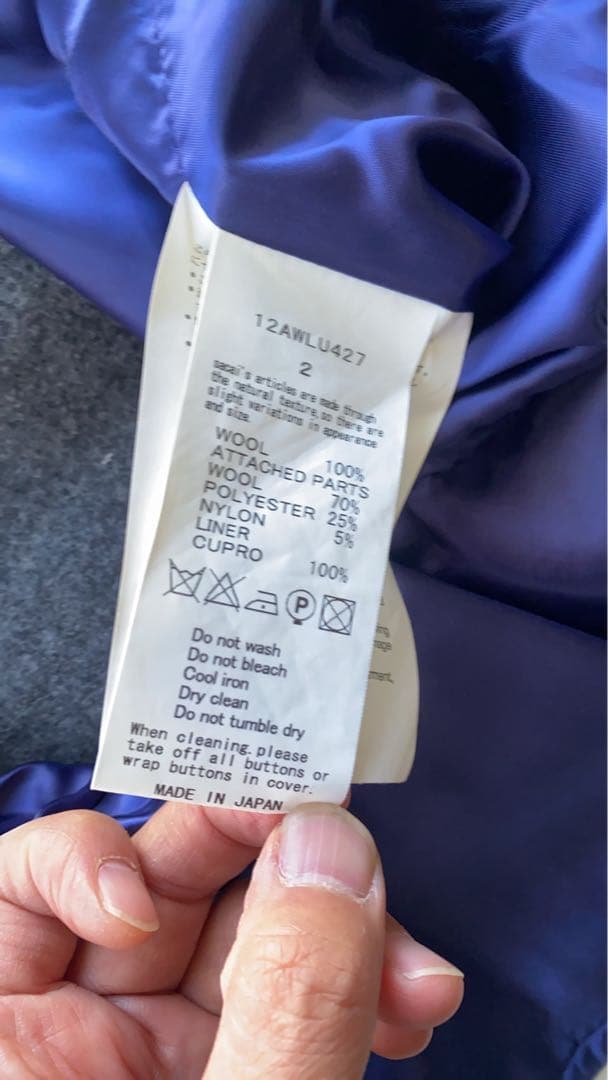 12AWLU427
2
sacai's articles are made through
the natural texture,so there are
slight variations in appearance
and size.
WOOL 100%
ATTACHED PARTS
WOOL 70%
POLYESTER 25%
NYLON 5%
LINER
CUPRO 100%
P
Do not wash
Do not bleach
Cool iron
Dry clean
Do not tumble dry
When cleaning. please
take off all buttons or
wrap buttons in cover.
MADE IN JAPAN